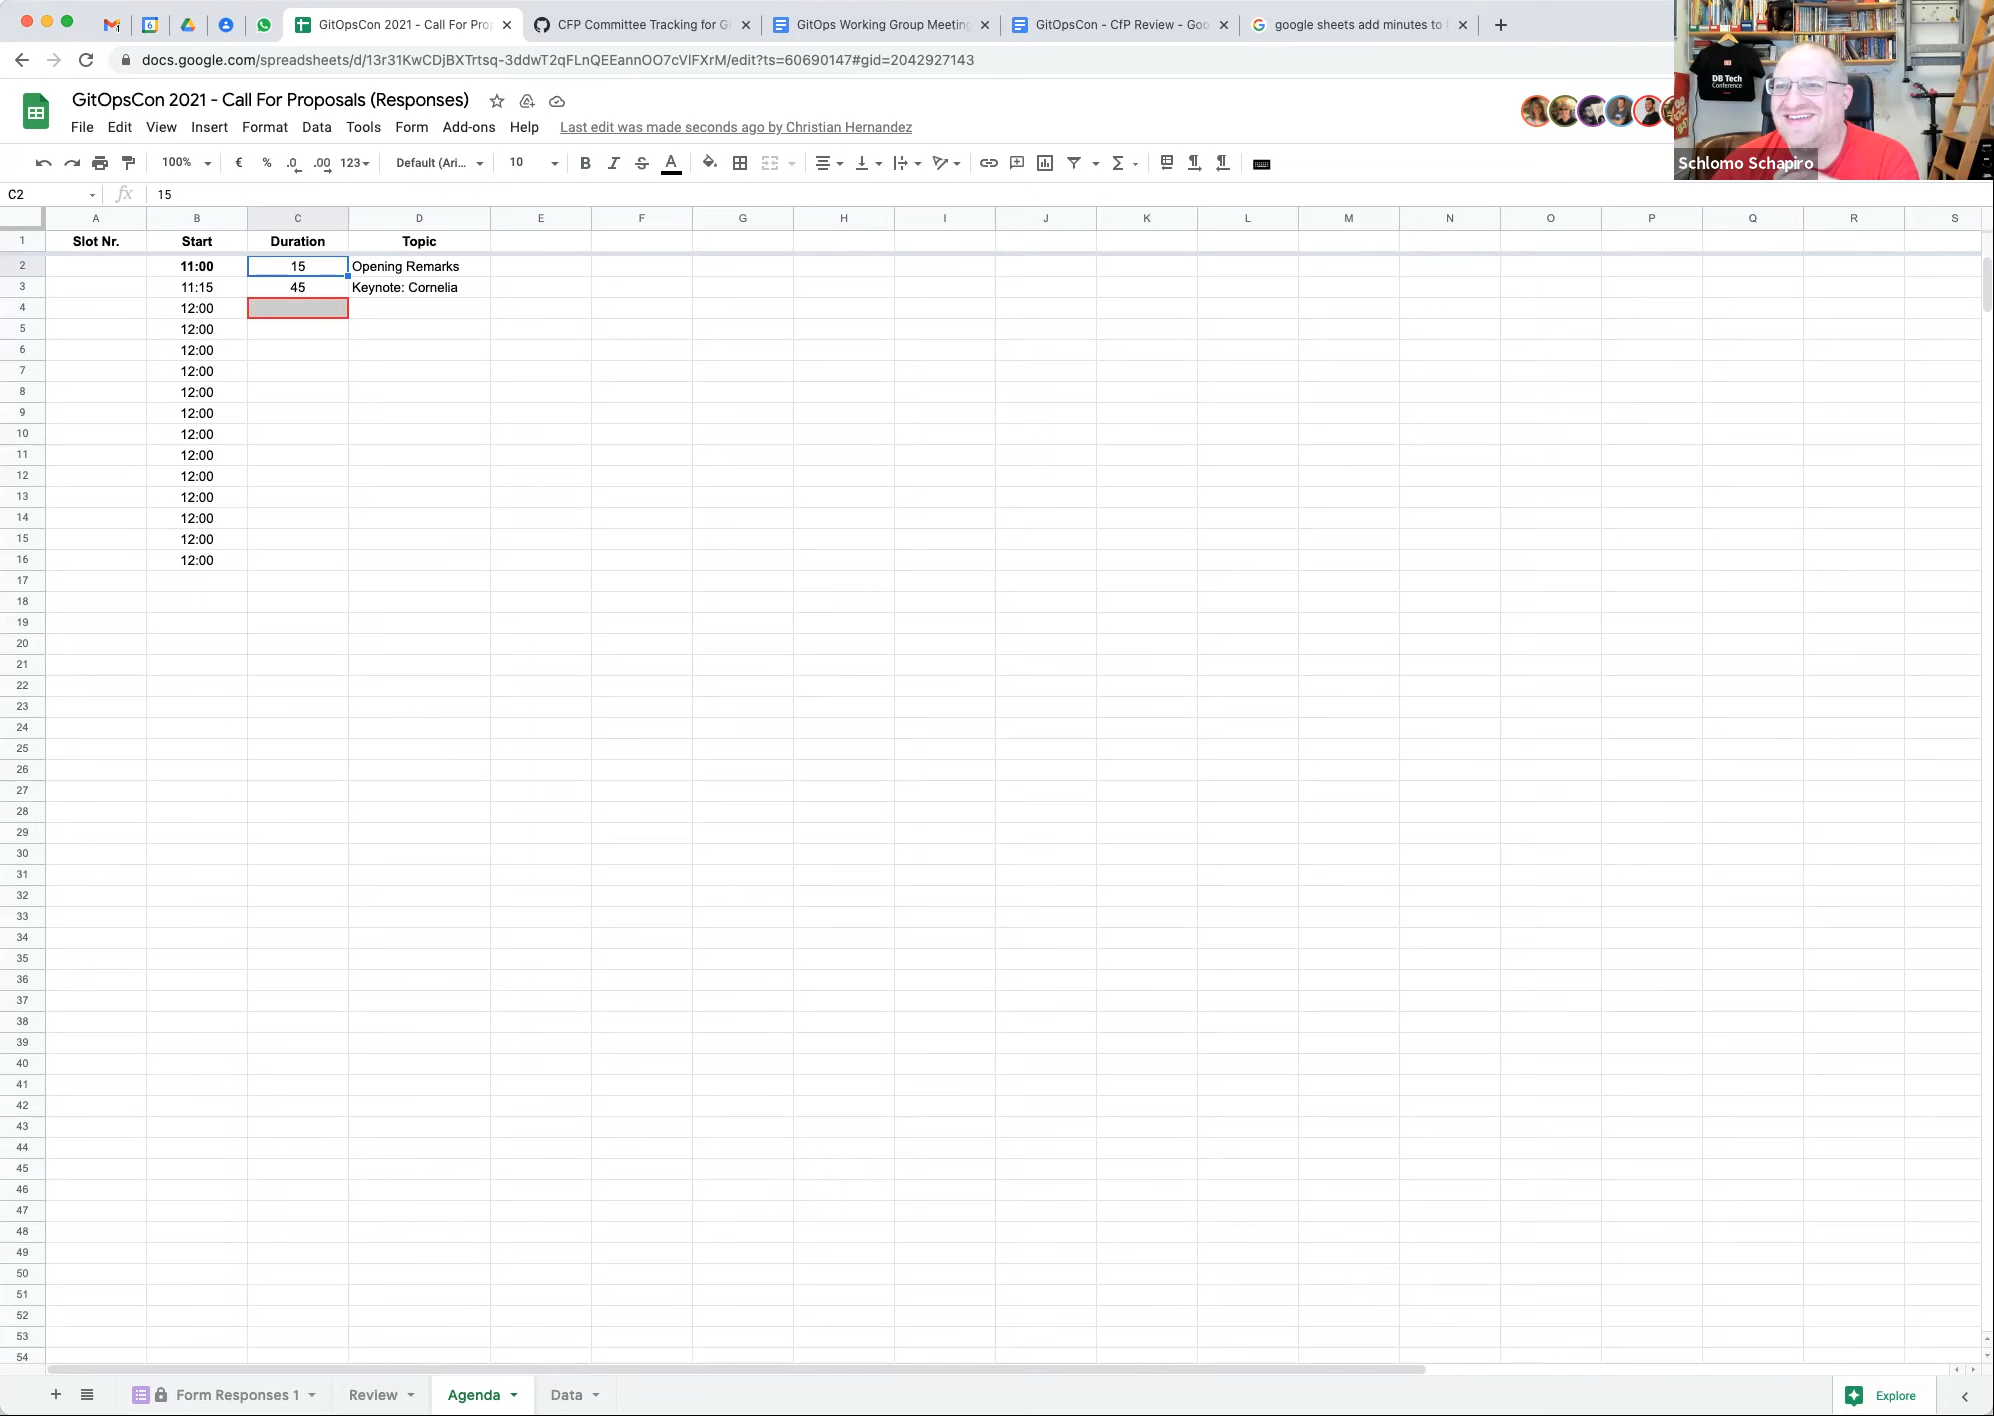 GitOpsCon 2021 - Call For Pro
CFP Committee Tracking for G
GitOps Working Group Meeting
GitOpsCon - CfP Review - Goo
google sheets add minutes to
docs.google.com/spreadsheets/d/13r31KwCDjBXTrtsq-3ddwT2qFLnQEEannOO7cVlFXrM/edit?ts=60690147#gid=2042927143
DB Tech
Conference
Schlomo Schapiro
GitOpsCon 2021 - Call For Proposals (Responses)
File Edit View Insert Format Data Tools Form Add-ons Help Last edit was made seconds ago by Christian Hernandez
100% € % .0 .00 123 Default (Ari... 10 B I S A
C2 fx 15
A B C D E F G H I J K L M N O P Q R S
1 Slot Nr. Start Duration Topic
2 11:00 15 Opening Remarks
3 11:15 45 Keynote: Cornelia
4 12:00
5 12:00
6 12:00
7 12:00
8 12:00
9 12:00
10 12:00
11 12:00
12 12:00
13 12:00
14 12:00
15 12:00
16 12:00
17
18
19
20
21
22
23
24
25
26
27
28
29
30
31
32
33
34
35
36
37
38
39
40
41
42
43
44
45
46
47
48
49
50
51
52
53
54
Form Responses 1 Review Agenda Data Explore